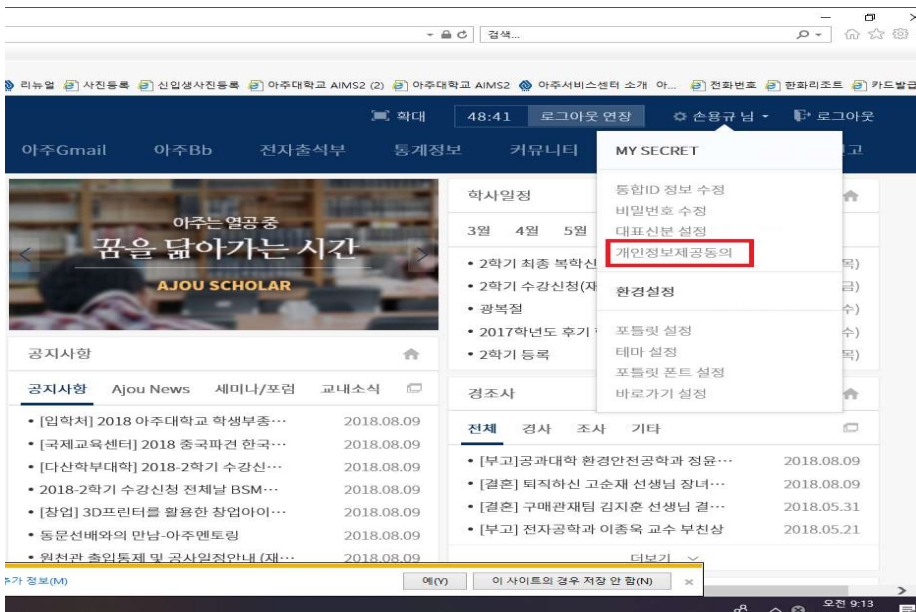 검색...
리뉴얼 사진등록 신입생사진등록 아주대학교 AIMS2 (2) 아주대학교 AIMS2 아주서비스센터 소개 아... 전화번호 한화리조트 카드발급
확대 48:41 로그아웃 연장 손용규 님 로그아웃
아주Gmail 아주Bb 전자출석부 통계정보 커뮤니티
MY SECRET
통합ID 정보 수정
비밀번호 수정
대표신분 설정
개인정보제공동의
환경설정
포틀릿 설정
테마 설정
포틀릿 폰트 설정
바로가기 설정
아주는 열공 중
꿈을 닮아가는 시간
AJOU SCHOLAR
학사일정
3월 4월 5월
• 2학기 최종 복학신
• 2학기 수강신청(재
• 광복절
• 2017학년도 후기
• 2학기 등록
공지사항
공지사항 Ajou News 세미나/포럼 교내소식
• [입학처] 2018 아주대학교 학생부종… 2018.08.09
• [국제교육센터] 2018 중국파견 한국… 2018.08.09
• [다산학부대학] 2018-2학기 수강신… 2018.08.09
• 2018-2학기 수강신청 전체날 BSM… 2018.08.09
• [창업] 3D프린터를 활용한 창업아이… 2018.08.09
• 동문선배와의 만남-아주멘토링 2018.08.09
• 원천관 출입통제 및 공사일정안내 (재… 2018.08.09
경조사
전체 경사 조사 기타
• [부고]공과대학 환경안전공학과 정윤… 2018.08.09
• [결혼] 퇴직하신 고순재 선생님 장녀… 2018.08.09
• [결혼] 구매관재팀 김지훈 선생님 결… 2018.05.31
• [부고] 전자공학과 이종욱 교수 부친상 2018.05.21
더보기
추가 정보(M) 예(Y) 이 사이트의 경우 저장 안 함(N)
오전 9:13